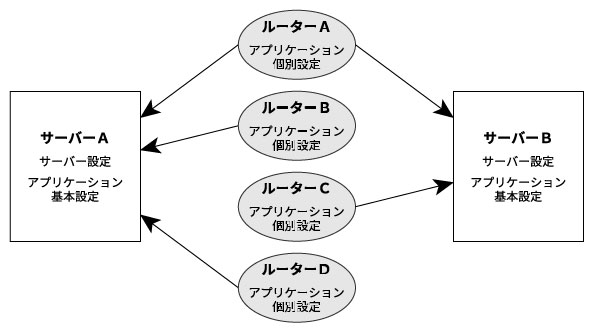 ルーターA
アプリケーション
個別設定
サーバーA
サーバー設定
アプリケーション
基本設定
ルーターB
アプリケーション
個別設定
ルーターC
アプリケーション
個別設定
ルーターD
アプリケーション
個別設定
サーバーB
サーバー設定
アプリケーション
基本設定